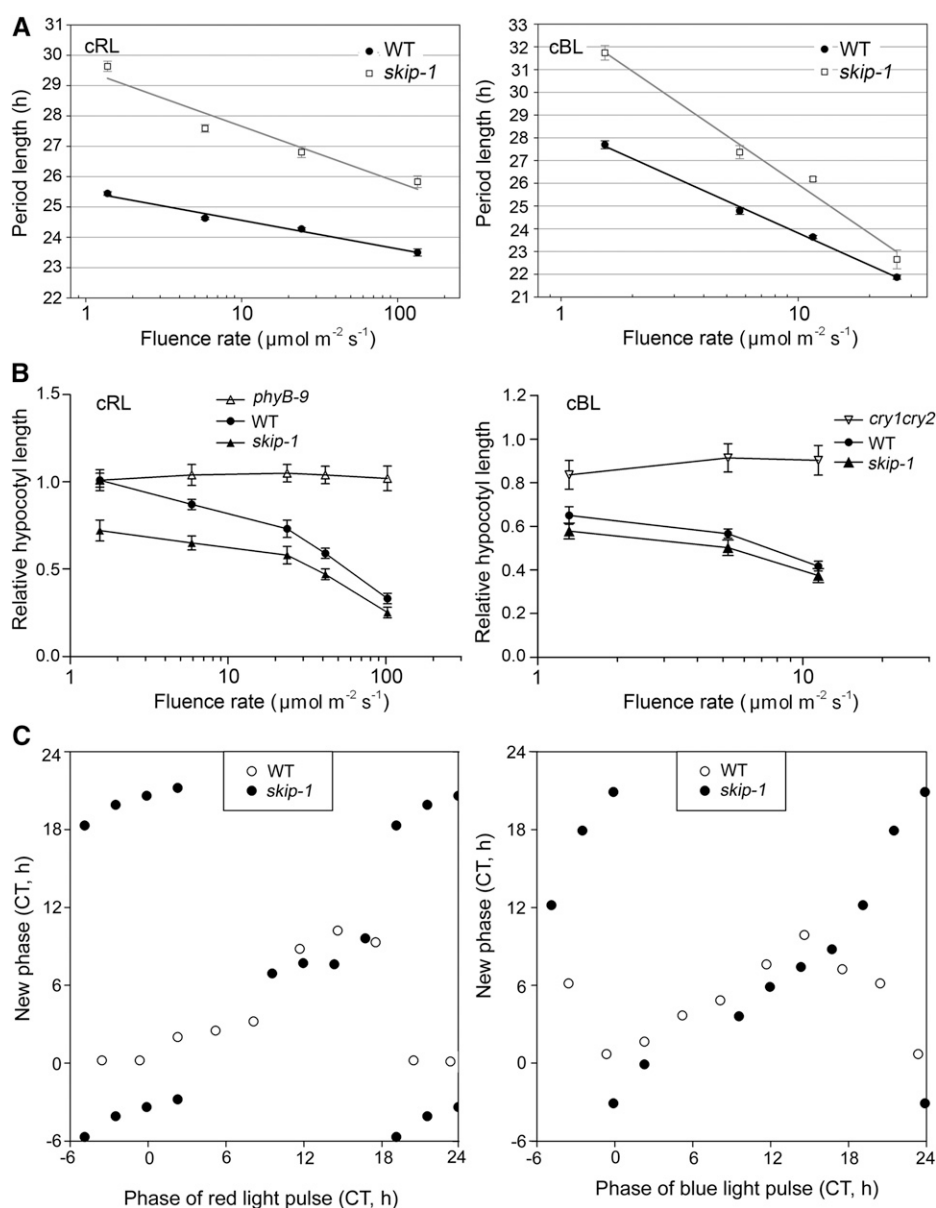 A
cRL
WT
skip-1
Period length (h)
30
29
28
27
26
25
24
23
22
1
10
100
Fluence rate (µmol m⁻² s⁻¹)
cBL
WT
skip-1
Period length (h)
33
32
31
30
29
28
27
26
25
24
23
22
21
1
10
Fluence rate (µmol m⁻² s⁻¹)
B
cRL
phyB-9
WT
skip-1
Relative hypocotyl length
1.5
1.0
0.5
0.0
1
10
100
Fluence rate (µmol m⁻² s⁻¹)
cBL
cry1cry2
WT
skip-1
Relative hypocotyl length
1.2
0.9
0.6
0.4
0.2
0.0
1
10
Fluence rate (µmol m⁻² s⁻¹)
C
WT
skip-1
New phase (CT, h)
24
18
12
6
0
-6
-6
0
6
12
18
24
Phase of red light pulse (CT, h)
WT
skip-1
New phase (CT, h)
24
18
12
6
0
-6
-6
0
6
12
18
24
Phase of blue light pulse (CT, h)